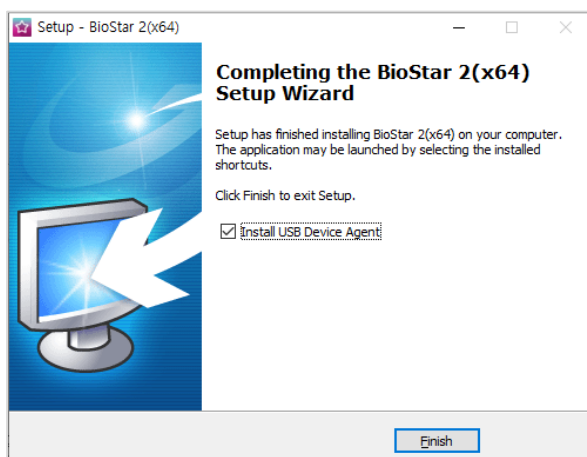 Setup - BioStar 2(x64)
Completing the BioStar 2(x64)
Setup Wizard
Setup has finished installing BioStar 2(x64) on your computer.
The application may be launched by selecting the installed
shortcuts.
Click Finish to exit Setup.
Install USB Device Agent
Finish